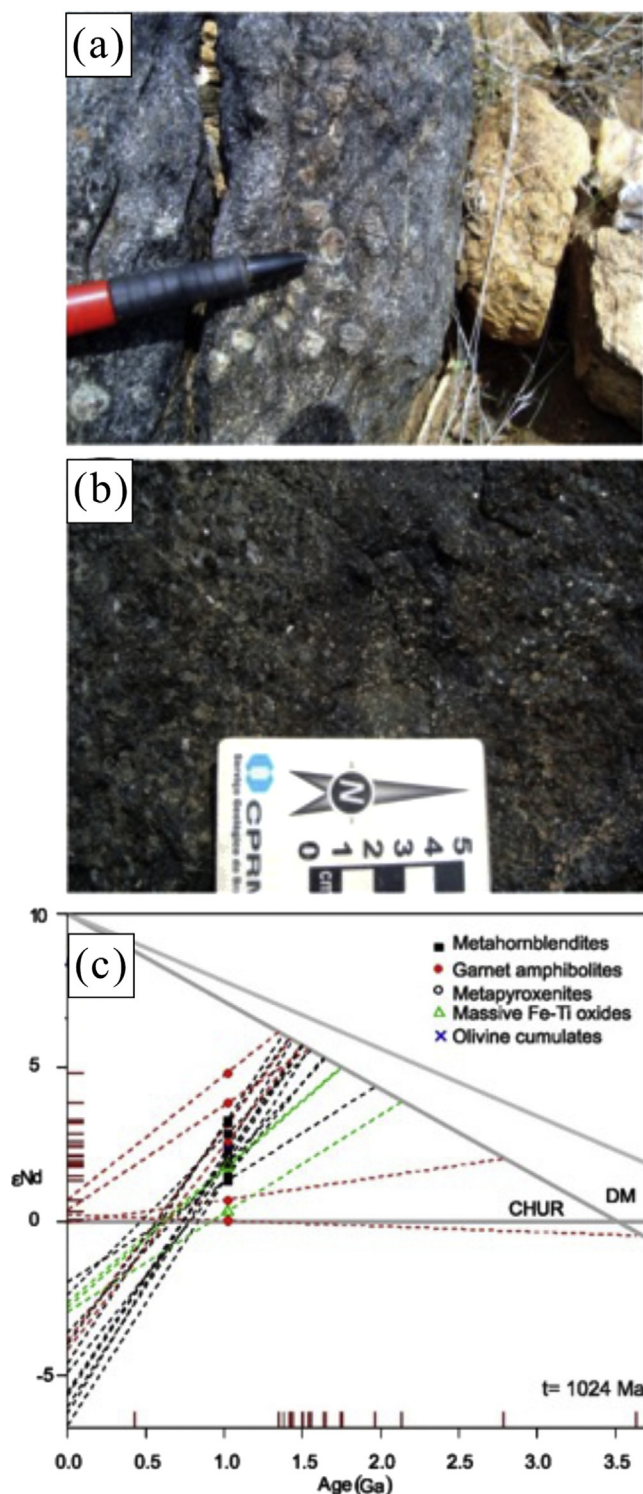 (a)
(b)
N
CPRM
0 1 2 3 4 5
cm
10
(c)
Metahornblendites
Garnet amphibolites
Metapyroxenites
Massive Fe-Ti oxides
Olivine cumulates
5
εNd
CHUR
DM
0
-5
t= 1024 Ma
0.0 0.5 1.0 1.5 2.0 2.5 3.0 3.5
Age(Ga)